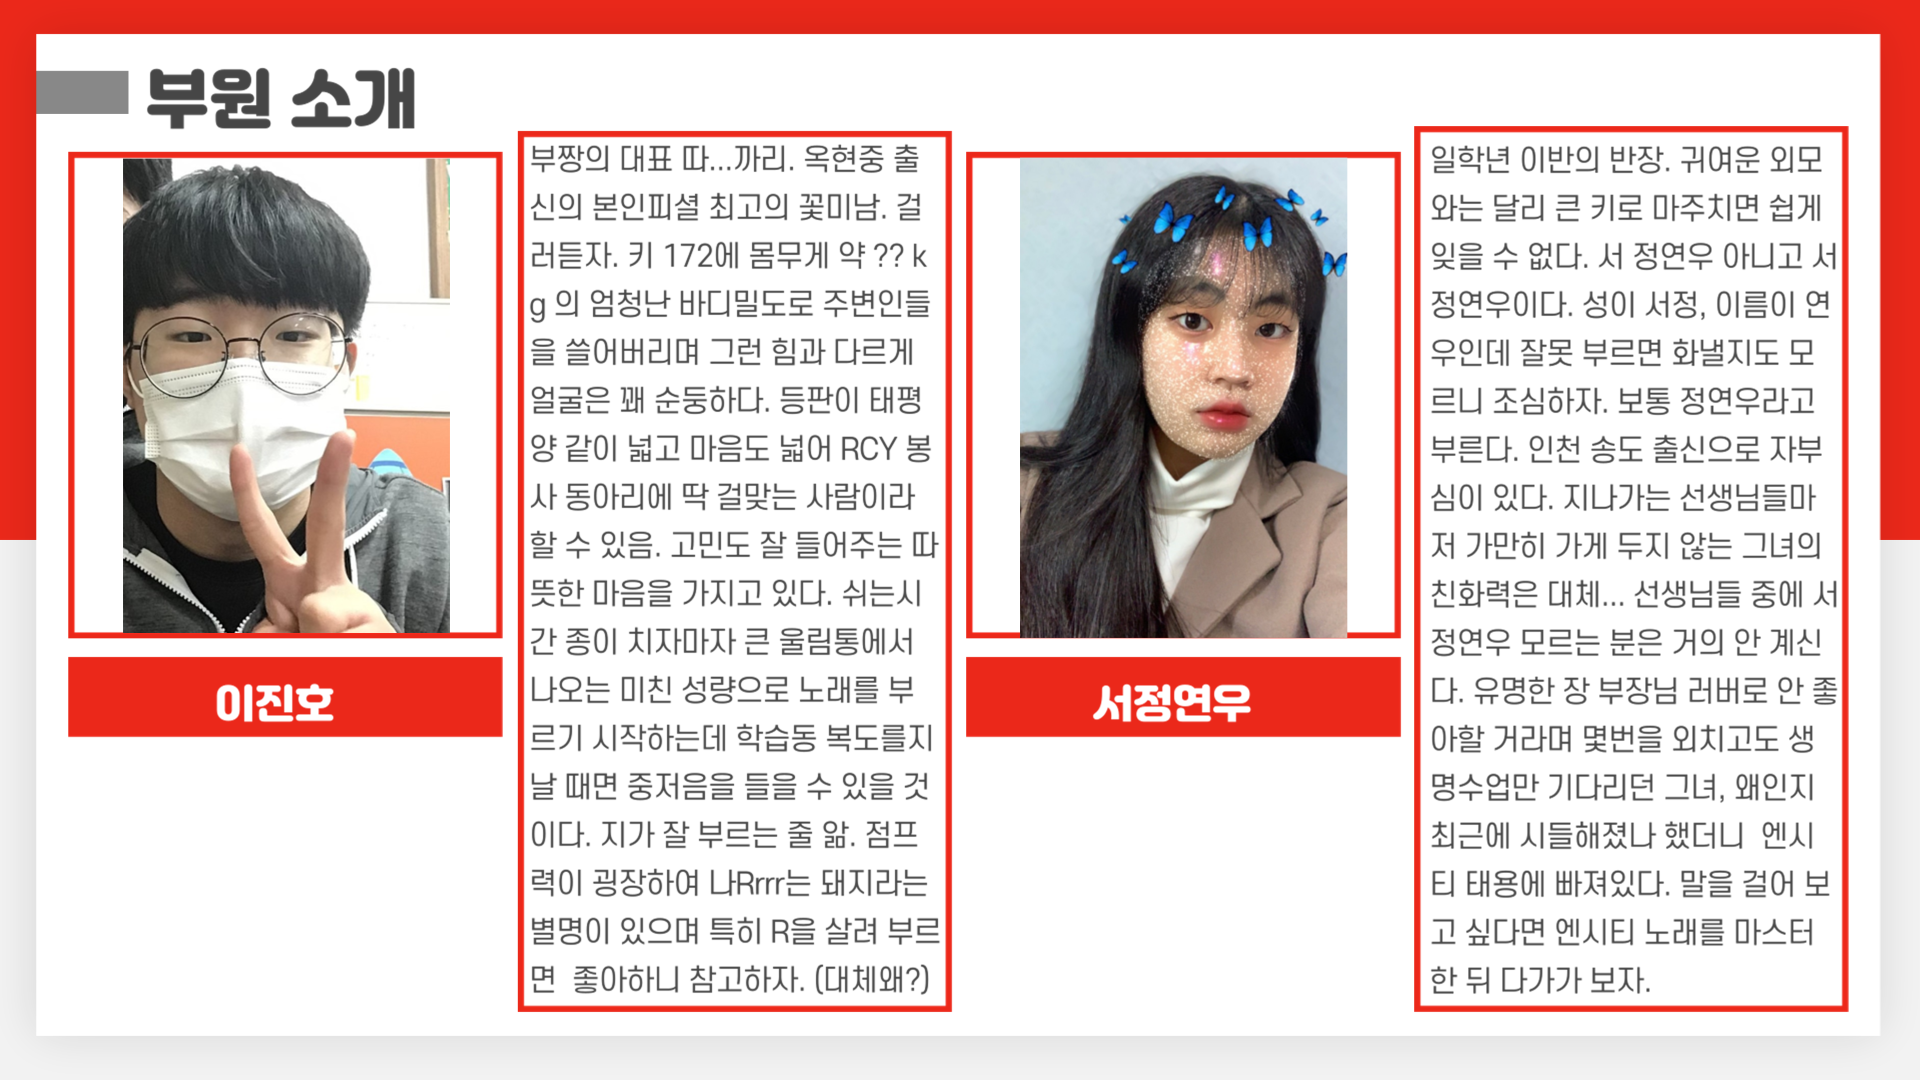 부원 소개
부짱의 대표 따...까리. 옥현중 출
신의 본인피셜 최고의 꽃미남. 걸
러듣자. 키 172에 몸무게 약 ?? k
g 의 엄청난 바디밀도로 주변인들
을 쓸어버리며 그런 힘과 다르게
얼굴은 꽤 순둥하다. 등판이 태평
양 같이 넓고 마음도 넓어 RCY 봉
사 동아리에 딱 걸맞는 사람이라
할 수 있음. 고민도 잘 들어주는 따
뜻한 마음을 가지고 있다. 쉬는시
간 종이 치자마자 큰 울림통에서
나오는 미친 성량으로 노래를 부
르기 시작하는데 학습동 복도를지
날 때면 중저음을 들을 수 있을 것
이다. 지가 잘 부르는 줄 앎. 점프
력이 굉장하여 나Rrrr는 돼지라는
별명이 있으며 특히 R을 살려 부르
면  좋아하니 참고하자. (대체왜?)
이진호
일학년 이반의 반장. 귀여운 외모
와는 달리 큰 키로 마주치면 쉽게
잊을 수 없다. 서 정연우 아니고 서
정연우이다. 성이 서정, 이름이 연
우인데 잘못 부르면 화낼지도 모
르니 조심하자. 보통 정연우라고
부른다. 인천 송도 출신으로 자부
심이 있다. 지나가는 선생님들마
저 가만히 가게 두지 않는 그녀의
친화력은 대체... 선생님들 중에 서
정연우 모르는 분은 거의 안 계신
다. 유명한 장 부장님 러버로 안 좋
아할 거라며 몇번을 외치고도 생
명수업만 기다리던 그녀, 왜인지
최근에 시들해졌나 했더니  엔시
티 태용에 빠져있다. 말을 걸어 보
고 싶다면 엔시티 노래를 마스터
한 뒤 다가가 보자.
서정연우